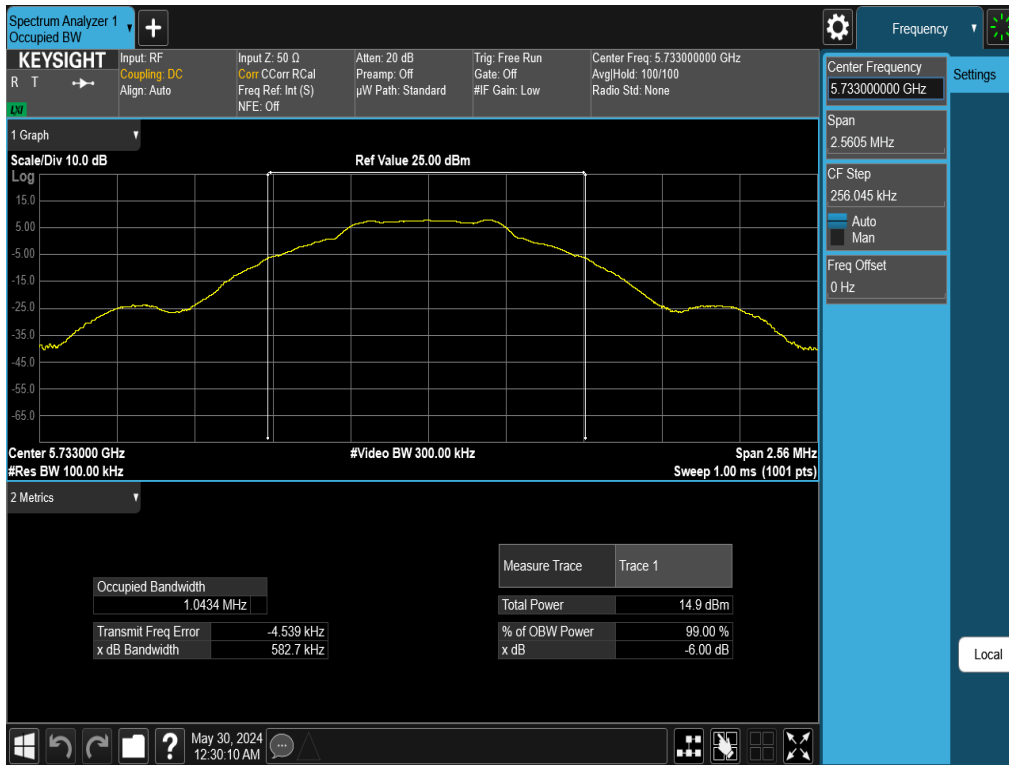 Spectrum Analyzer 1
Occupied BW
Frequency
KEYSIGHT
R T
LXI
Input: RF
Coupling: DC
Align: Auto
Input Z: 50 Ω
Corr CCorr RCal
Freq Ref: Int (S)
NFE: Off
Atten: 20 dB
Preamp: Off
µW Path: Standard
Trig: Free Run
Gate: Off
#IF Gain: Low
Center Freq: 5.733000000 GHz
Avg|Hold: 100/100
Radio Std: None
Center Frequency
5.733000000 GHz
Settings
Span
2.5605 MHz
CF Step
256.045 kHz
Auto
Man
Freq Offset
0 Hz
Local
1 Graph
Scale/Div 10.0 dB
Ref Value 25.00 dBm
Log
15.0
5.00
-5.00
-15.0
-25.0
-35.0
-45.0
-55.0
-65.0
Center 5.733000 GHz
#Video BW 300.00 kHz
Span 2.56 MHz
#Res BW 100.00 kHz
Sweep 1.00 ms (1001 pts)
2 Metrics
Occupied Bandwidth
1.0434 MHz
Transmit Freq Error -4.539 kHz
x dB Bandwidth 582.7 kHz
Measure Trace Trace 1
Total Power 14.9 dBm
% of OBW Power 99.00 %
x dB -6.00 dB
?
May 30, 2024
12:30:10 AM